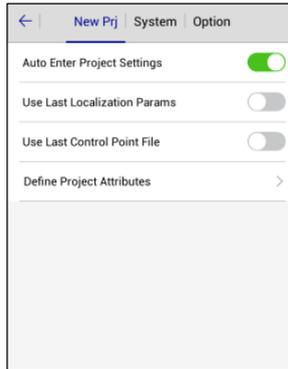 New Prj System Option
Auto Enter Project Settings
Use Last Localization Params
Use Last Control Point File
Define Project Attributes